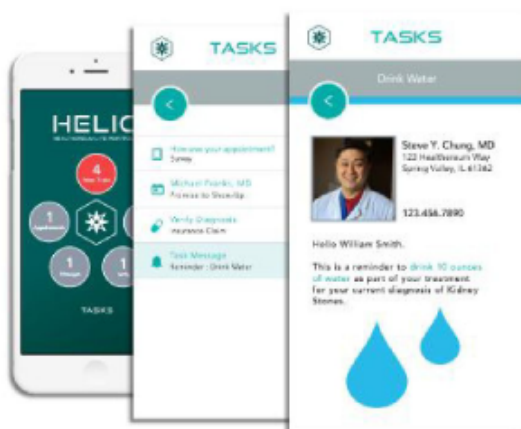 HELIO
4
1
1
1
TASKS
TASKS
<
How was your appointment?
Survey
Michael Franks, MD
Promise to Show-Up
Verify Diagnosis
Insurance Claim
Task Message
Reminder : Drink Water
TASKS
Drink Water
<
Steve Y. Chung, MD
122 Healthereum Way
Spring Valley, IL 61362
123.456.7890
Hello William Smith,
This is a reminder to drink 10 ounces
of water as part of your treatment
for your current diagnosis of Kidney
Stones.